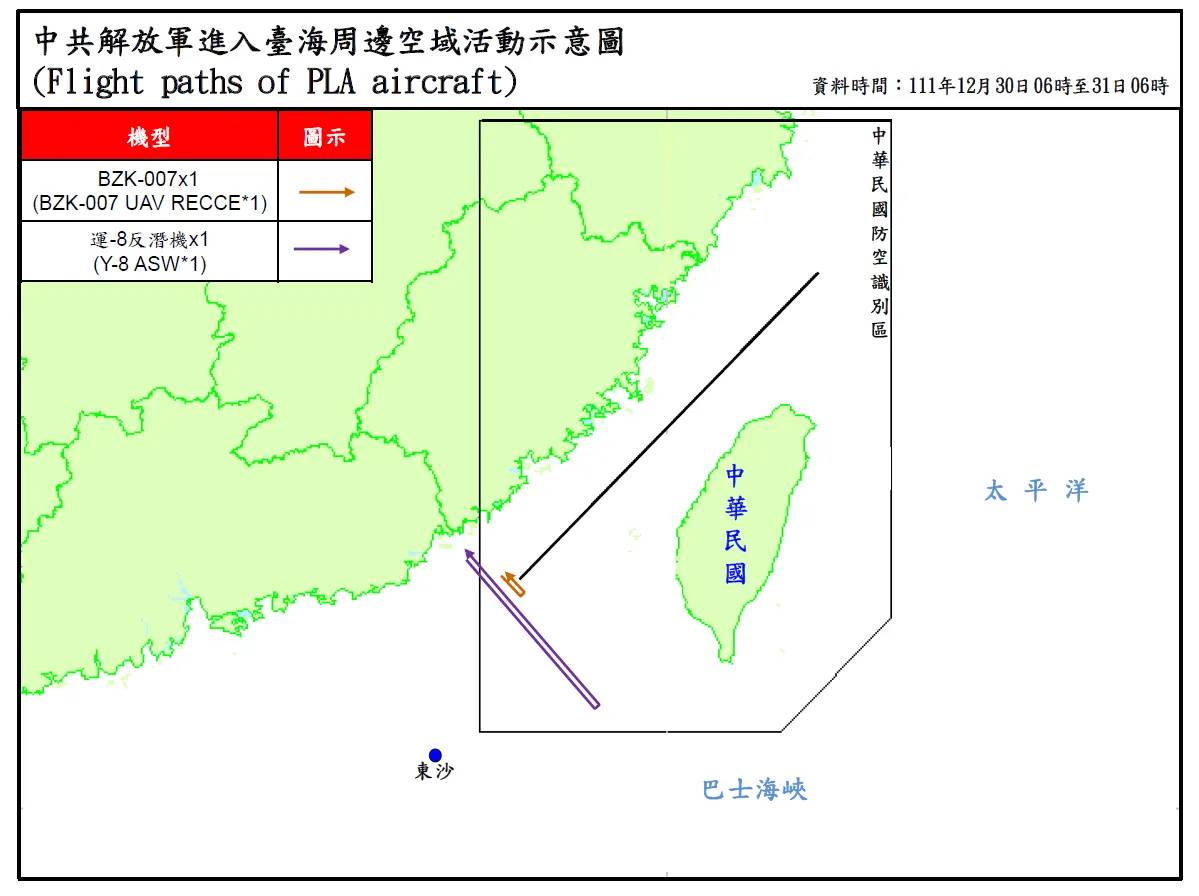 中共解放軍進入臺海周邊空域活動示意圖
(Flight paths of PLA aircraft)
資料時間：111年12月30日06時至31日06時
機型
圖示
BZK-007x1
(BZK-007 UAV RECCE*1)
運-8反潛機x1
(Y-8 ASW*1)
中華民國防空識別區
中華民國
太平洋
東沙
巴士海峽